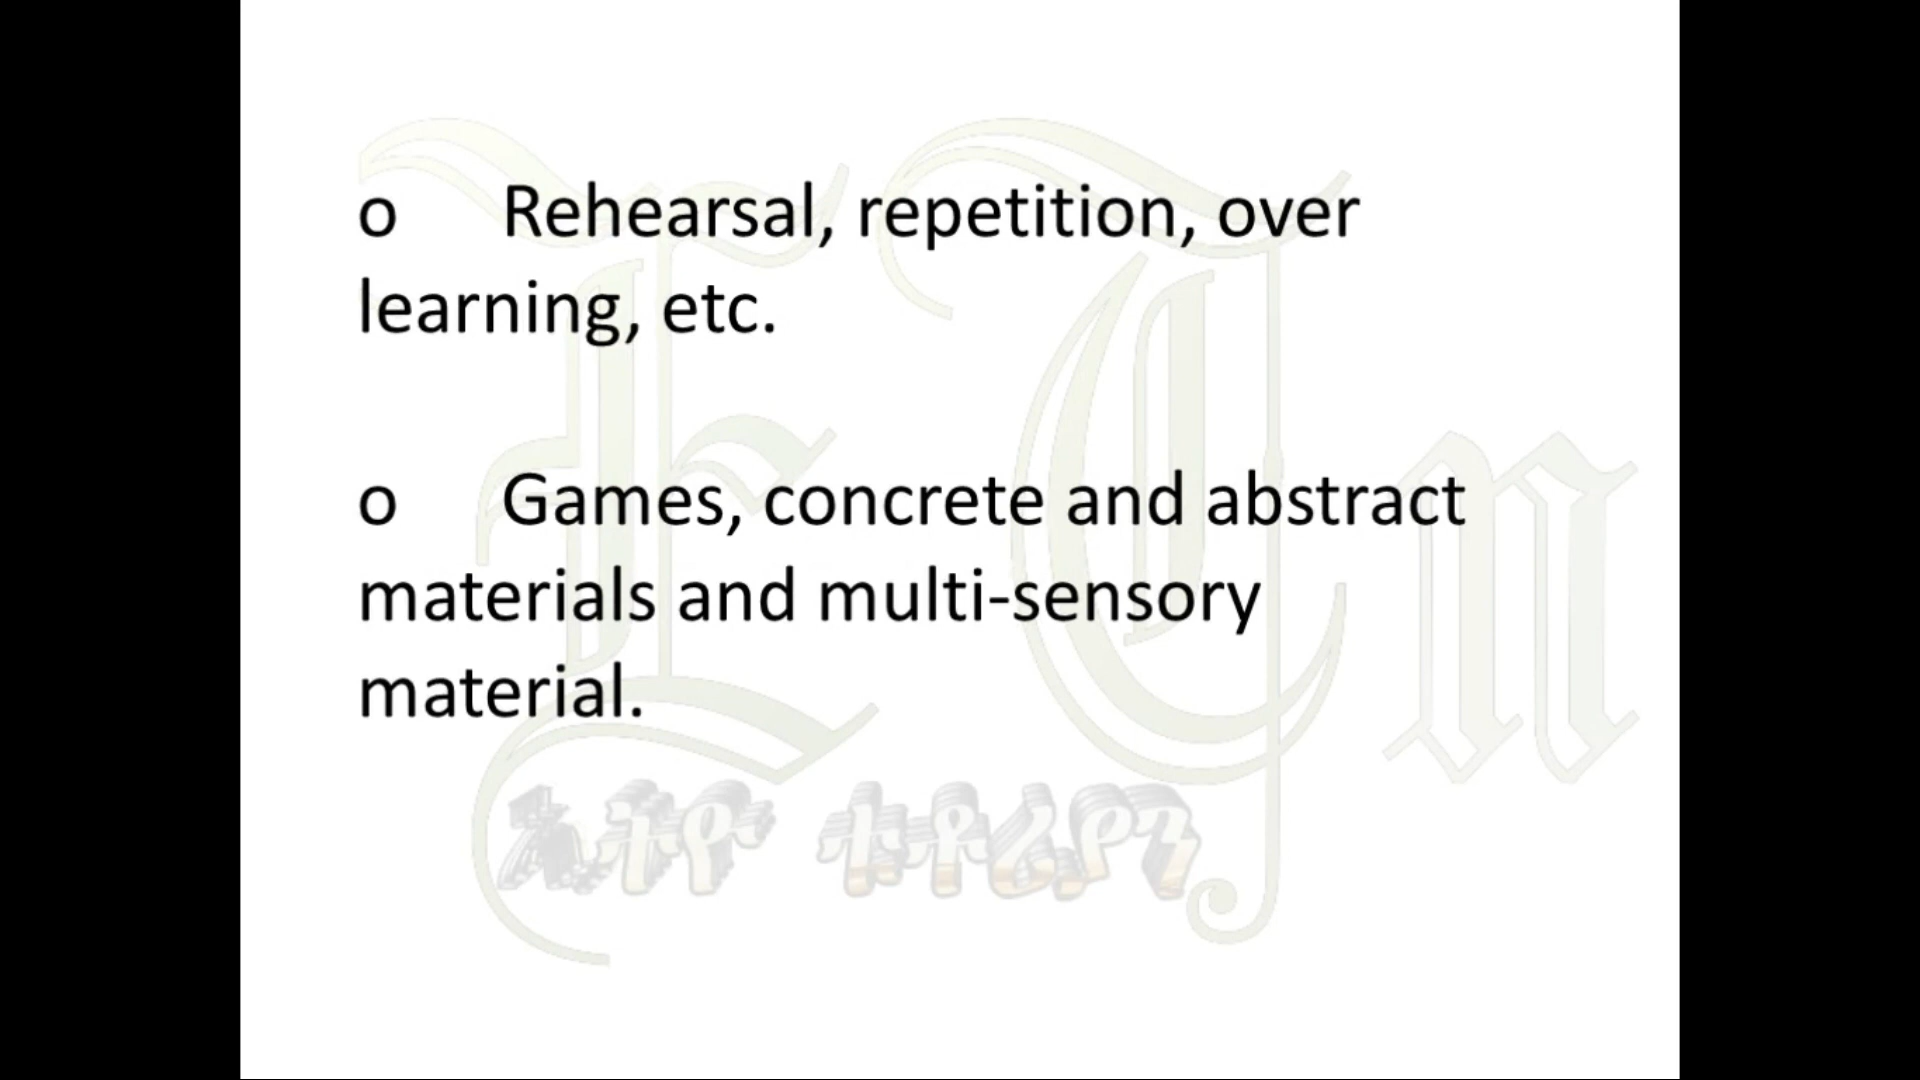 o Rehearsal, repetition, over
learning, etc.
o Games, concrete and abstract
materials and multi-sensory
material.